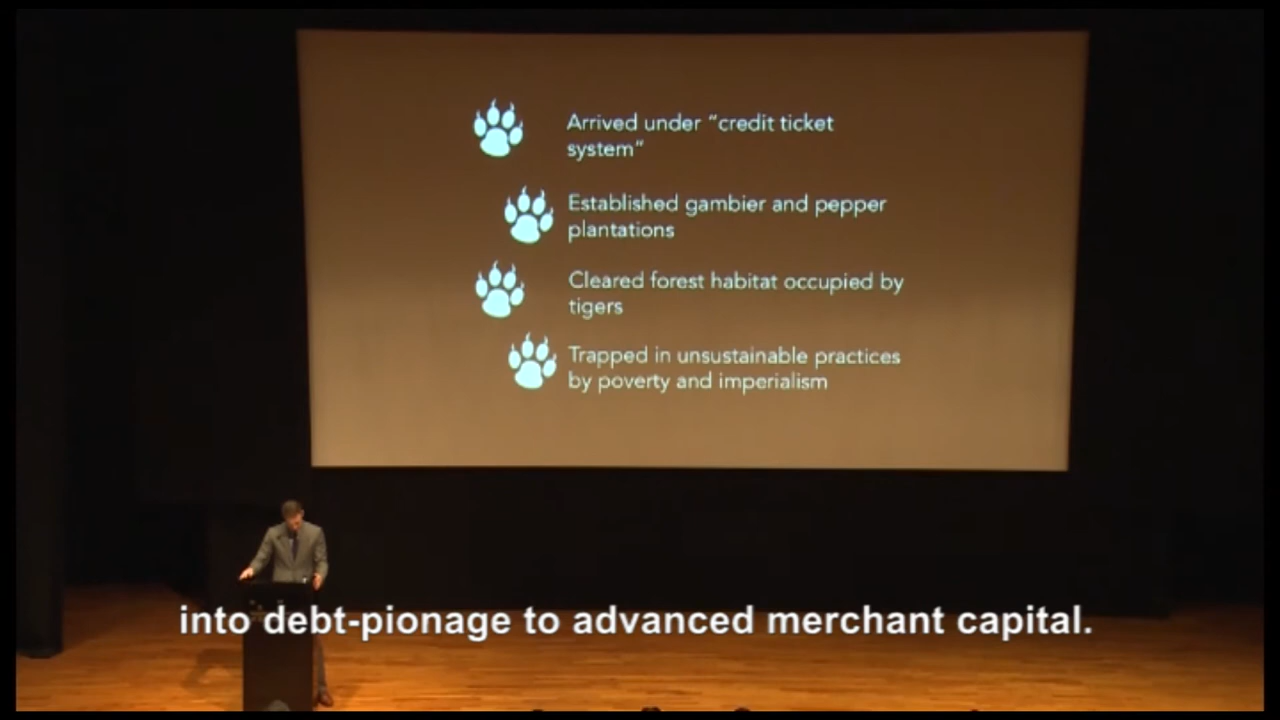 Arrived under “credit ticket
system”
Established gambier and pepper
plantations
Cleared forest habitat occupied by
tigers
Trapped in unsustainable practices
by poverty and imperialism
into debt-pionage to advanced merchant capital.